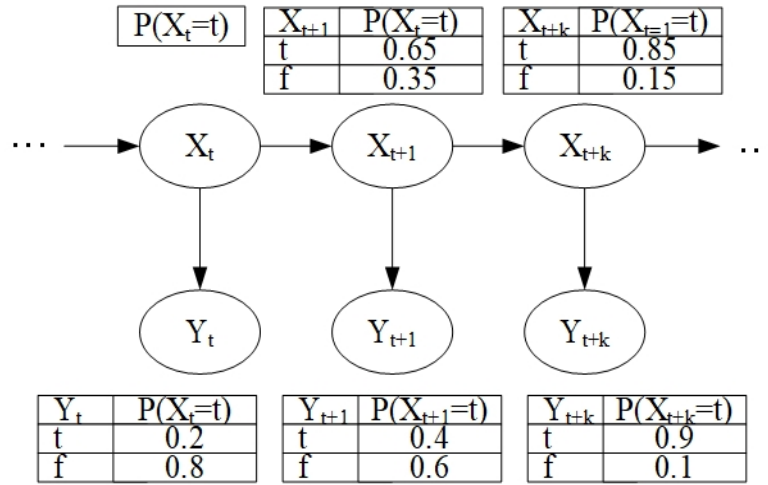 P(Xt=t)
Xt+1 P(Xt=t)
t 0.65
f 0.35
Xt+k P(Xt=1=t)
t 0.85
f 0.15
... Xt Xt+1 Xt+k ..
Yt Yt+1 Yt+k
Yt P(Xt=t)
t 0.2
f 0.8
Yt+1 P(Xt+1=t)
t 0.4
f 0.6
Yt+k P(Xt+k=t)
t 0.9
f 0.1